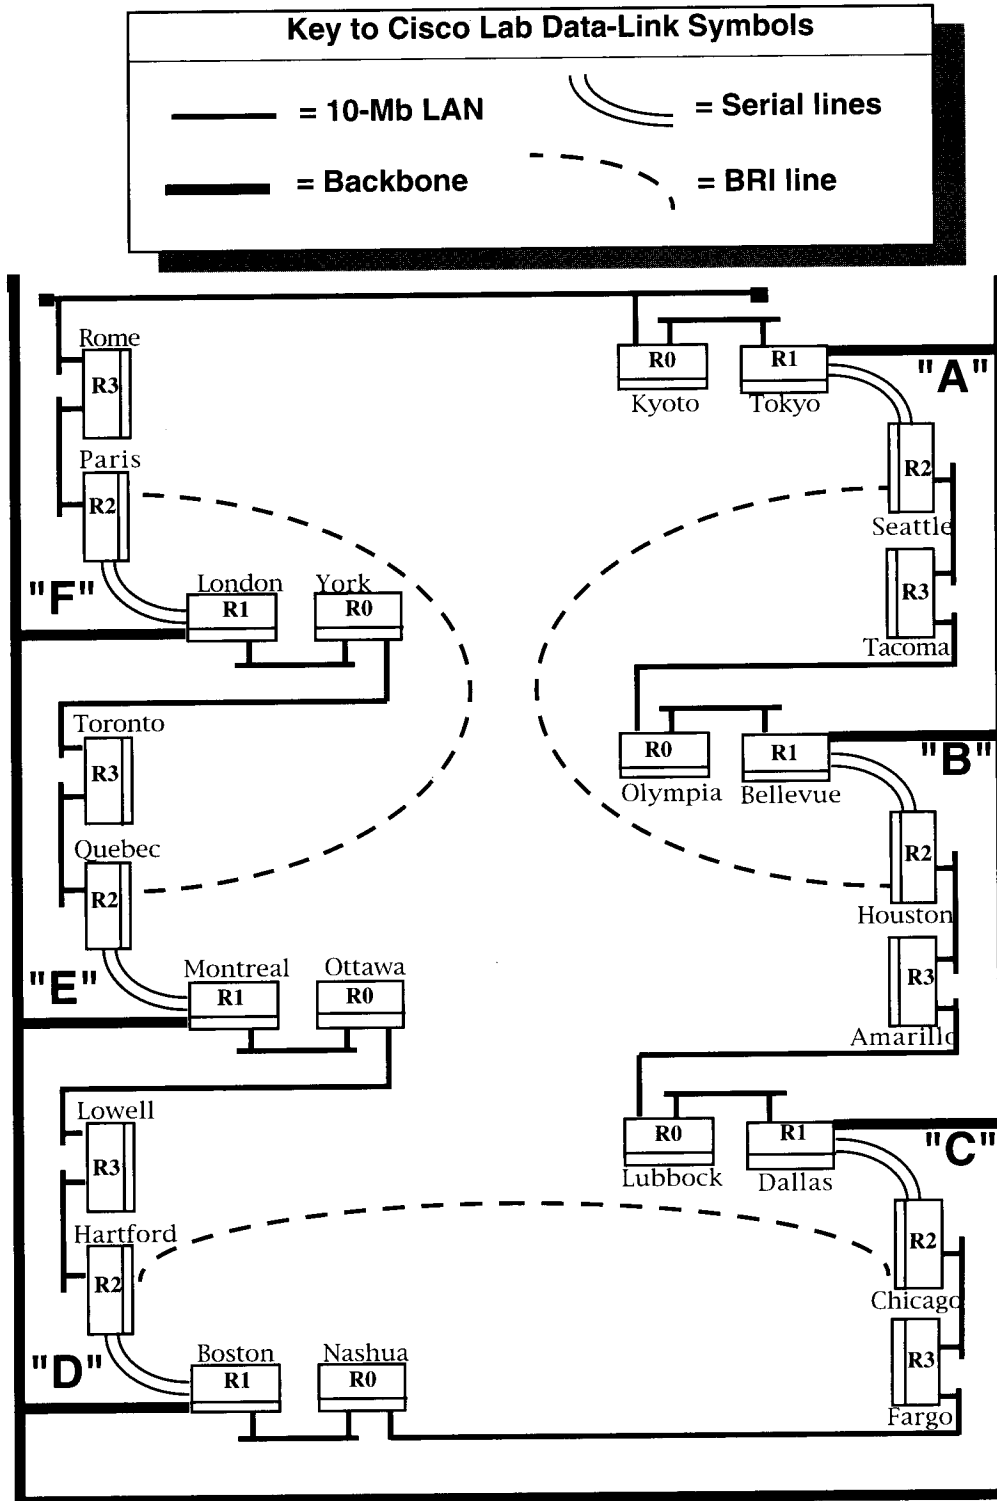 Key to Cisco Lab Data-Link Symbols
= 10-Mb LAN
= Serial lines
= Backbone
= BRI line
Rome
R3
Paris
R2
"F"
London
R1
York
R0
R0
Kyoto
R1
Tokyo
"A"
R2
Seattle
R3
Tacoma
Toronto
R3
Quebec
R2
"E"
Montreal
R1
Ottawa
R0
R0
Olympia
R1
Bellevue
"B"
R2
Houston
R3
Amarillo
Lowell
R3
Hartford
R2
"D"
Boston
R1
Nashua
R0
R0
Lubbock
R1
Dallas
"C"
R2
Chicago
R3
Fargo